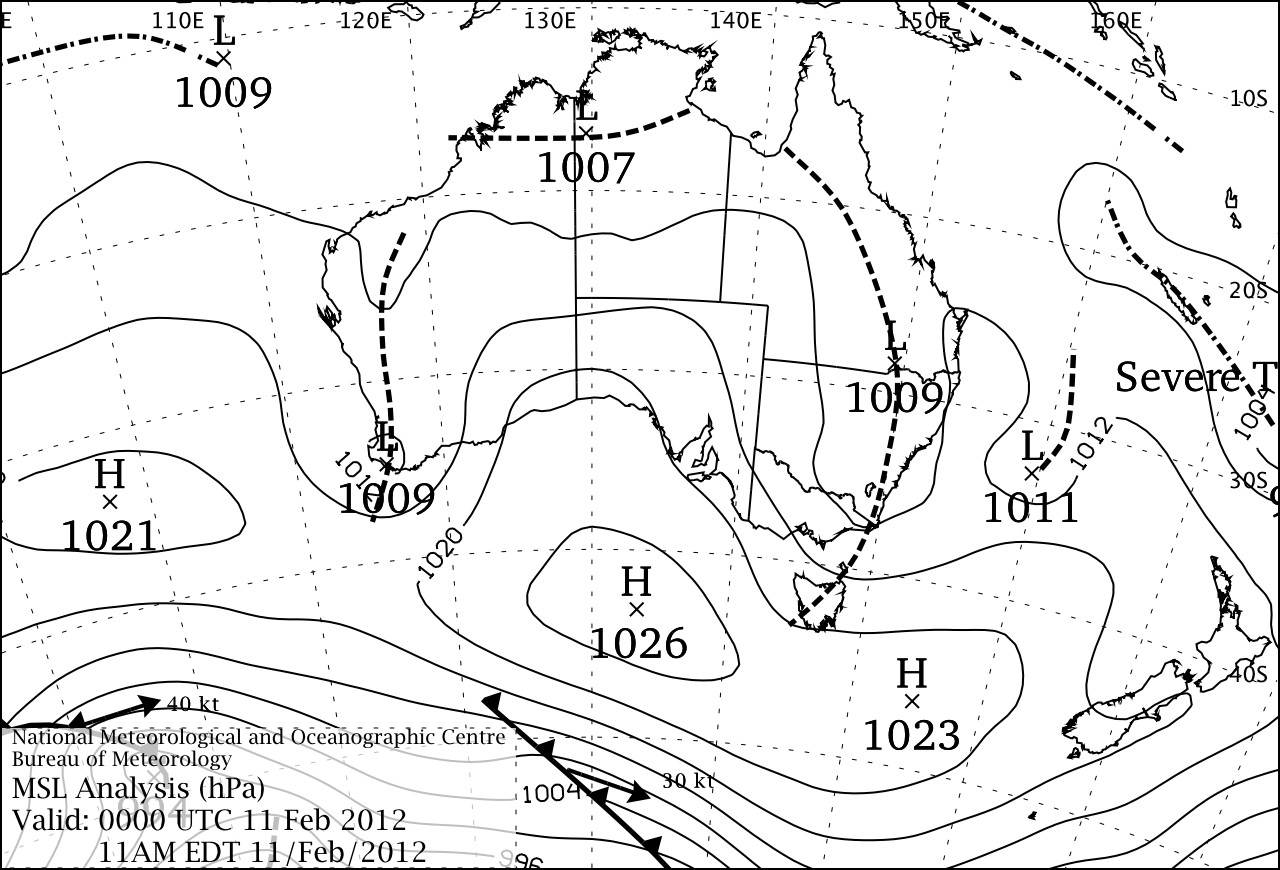 E 110E 120E 130E 140E 150E 160E
L
1009
10S
L
1007
20S
L
1009
Severe T
1004
1012
L
1009
L
1011
30S
H
1021
1020
H
1026
H
1023
40S
40 kt
30 kt
1004
996
National Meteorological and Oceanographic Centre
Bureau of Meteorology
MSL Analysis (hPa)
Valid: 0000 UTC 11 Feb 2012
11AM EDT 11/Feb/2012